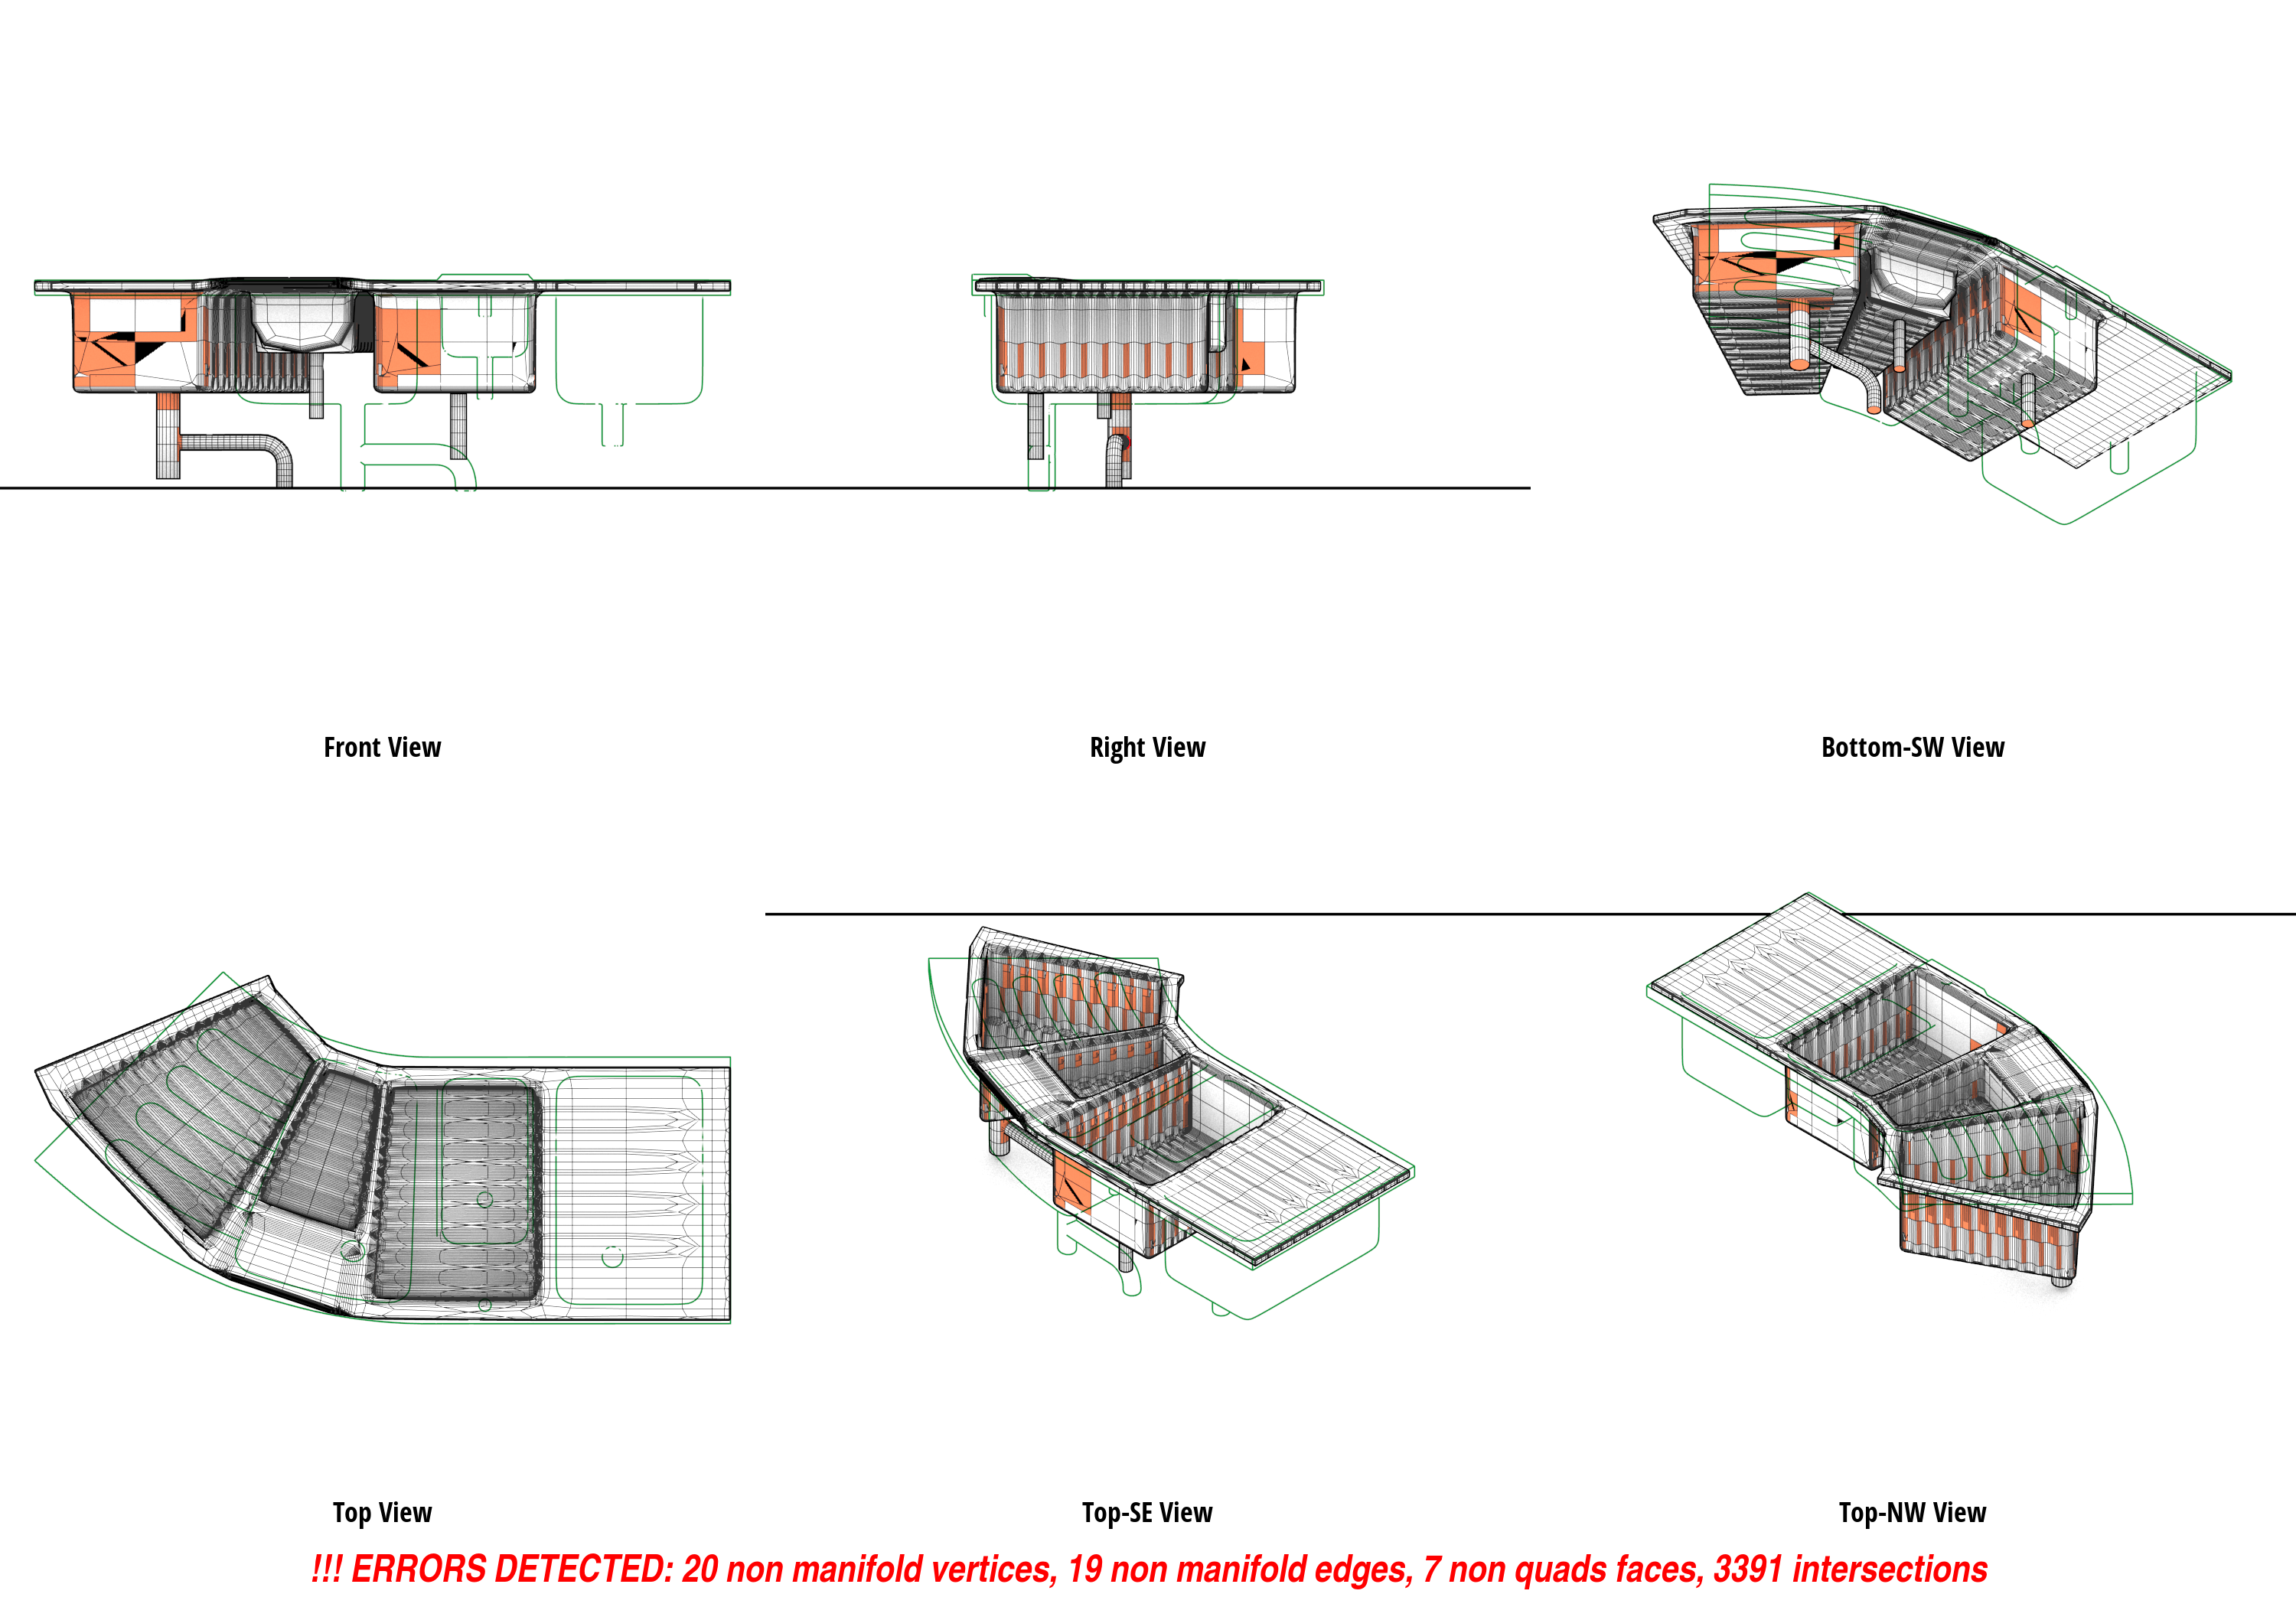 Front View
Right View
Bottom-SW View
Top View
Top-SE View
Top-NW View
!!! ERRORS DETECTED: 20 non manifold vertices, 19 non manifold edges, 7 non quads faces, 3391 intersections